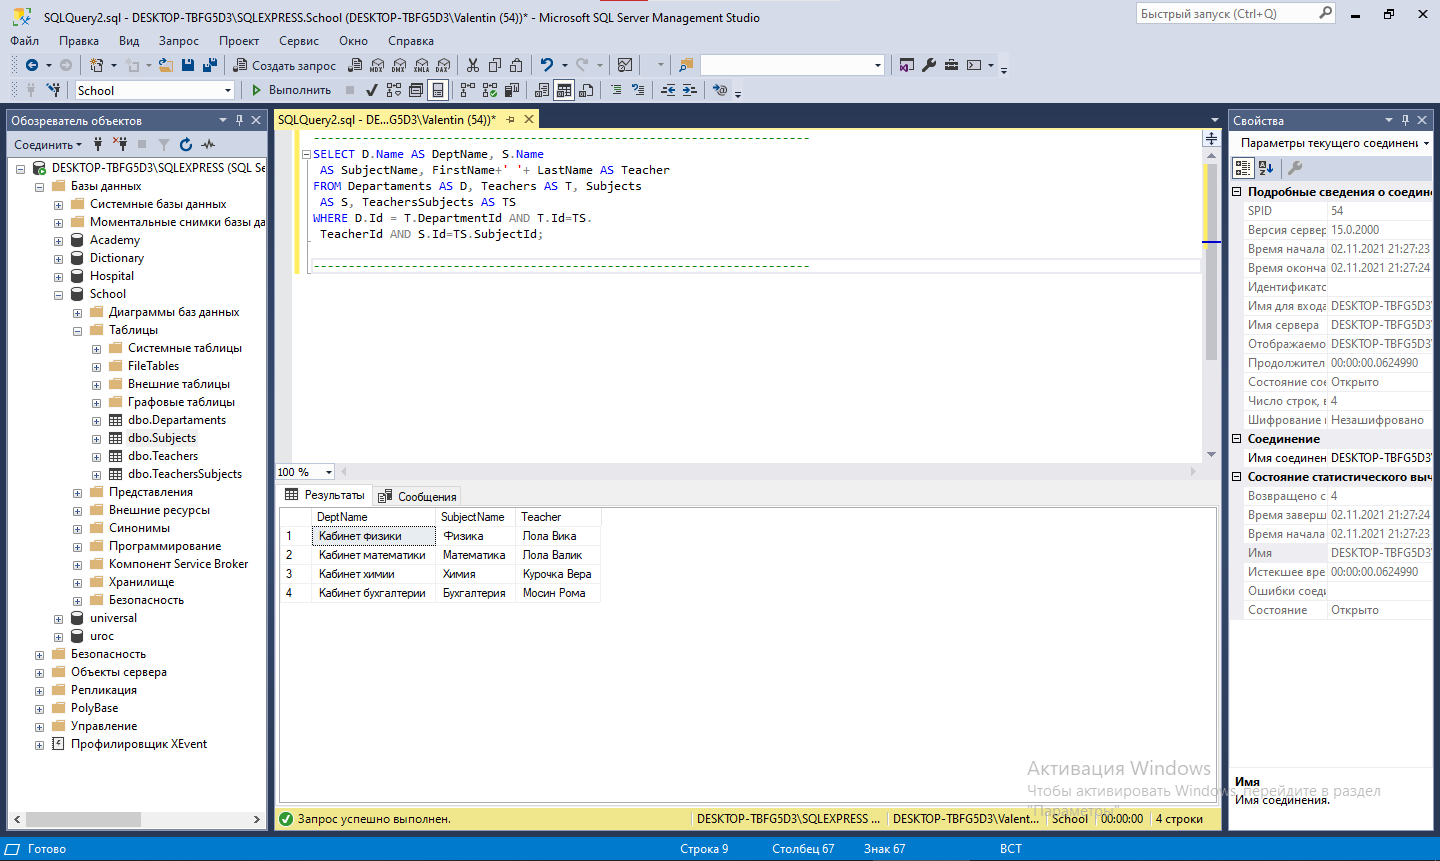 SQLQuery2.sql - DESKTOP-TBFG5D3\SQLEXPRESS.School (DESKTOP-TBFG5D3\Valentin (54))* - Microsoft SQL Server Management Studio
Быстрый запуск (Ctrl+Q)
Файл Правка Вид Запрос Проект Сервис Окно Справка
Создать запрос
MDX DMX XMLA DAX
School
Выполнить
Обозреватель объектов
Соединить
DESKTOP-TBFG5D3\SQLEXPRESS (SQL Se
Базы данных
Системные базы данных
Моментальные снимки базы да
Academy
Dictionary
Hospital
School
Диаграммы баз данных
Таблицы
Системные таблицы
FileTables
Внешние таблицы
Графовые таблицы
dbo.Departaments
dbo.Subjects
dbo.Teachers
dbo.TeachersSubjects
Представления
Внешние ресурсы
Синонимы
Программирование
Компонент Service Broker
Хранилище
Безопасность
universal
uroc
Безопасность
Объекты сервера
Репликация
PolyBase
Управление
Профилировщик XEvent
SQLQuery2.sql - DE...G5D3\Valentin (54))*
SELECT D.Name AS DeptName, S.Name
AS SubjectName, FirstName+' '+ LastName AS Teacher
FROM Departaments AS D, Teachers AS T, Subjects
AS S, TeachersSubjects AS TS
WHERE D.Id = T.DepartmentId AND T.Id=TS.
TeacherId AND S.Id=TS.SubjectId;
100 %
Результаты Сообщения
DeptName SubjectName Teacher
1 Кабинет физики Физика Лола Вика
2 Кабинет математики Математика Лола Валик
3 Кабинет химии Химия Курочка Вера
4 Кабинет бухгалтерии Бухгалтерия Мосин Рома
Запрос успешно выполнен.
DESKTOP-TBFG5D3\SQLEXPRESS ... DESKTOP-TBFG5D3\Valent... School 00:00:00 4 строки
Свойства
Параметры текущего соединени
Подробные сведения о соедин
SPID 54
Версия сервер 15.0.2000
Время начала 02.11.2021 21:27:23
Время оконча 02.11.2021 21:27:24
Идентификатс
Имя для входа DESKTOP-TBFG5D3\
Имя сервера DESKTOP-TBFG5D3\
Отображаемо DESKTOP-TBFG5D3\
Продолжител 00:00:00.0624990
Состояние сое Открыто
Число строк, в 4
Шифрование Незашифровано
Соединение
Имя соединен DESKTOP-TBFG5D3\
Состояние статистического выч
Возвращено с 4
Время заверш 02.11.2021 21:27:24
Время начала 02.11.2021 21:27:23
Имя DESKTOP-TBFG5D3\
Истекшее вре 00:00:00.0624990
Ошибки соеди
Состояние Открыто
Имя
Имя соединения.
Активация Windows
Чтобы активировать Windows, перейдите в раздел
"Параметры".
Готово
Строка 9 Столбец 67 Знак 67 ВСТ